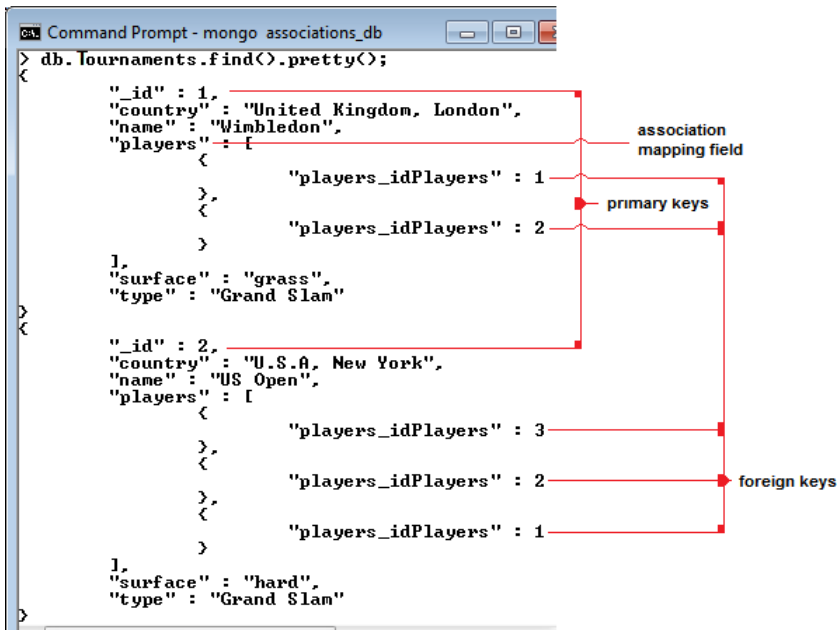 Command Prompt - mongo associations_db
> db.Tournaments.find().pretty();
{
"_id" : 1,
"country" : "United Kingdom, London",
"name" : "Wimbledon",
"players" : [
association
mapping field
{
"players_idPlayers" : 1
},
primary keys
{
"players_idPlayers" : 2
}
],
"surface" : "grass",
"type" : "Grand Slam"
}
{
"_id" : 2,
"country" : "U.S.A, New York",
"name" : "US Open",
"players" : [
{
"players_idPlayers" : 3
},
{
"players_idPlayers" : 2
foreign keys
},
{
"players_idPlayers" : 1
}
],
"surface" : "hard",
"type" : "Grand Slam"
}